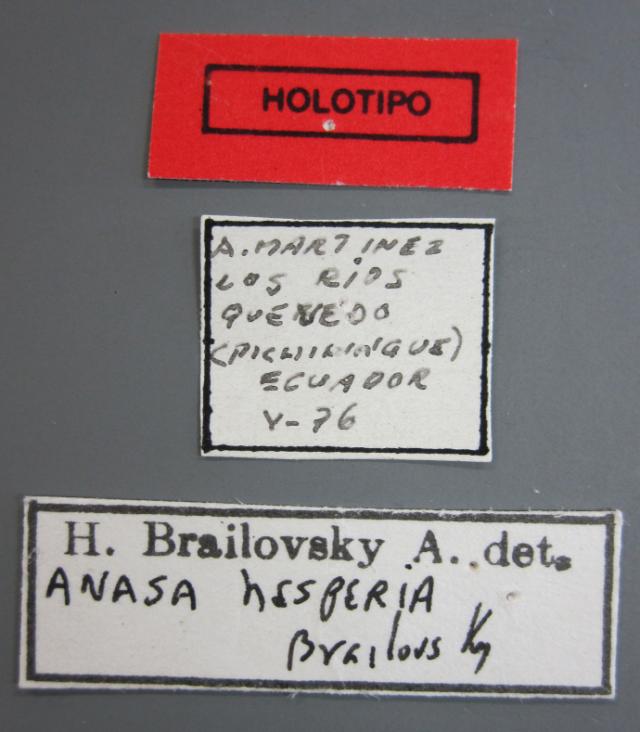 HOLOTIPO
A. MARTINEZ
LOS RIOS
QUEVEDO
(PICHILINGUE)
ECUADOR
V-76
H. Brailovsky A. det.
ANASA hESPERIA
Brailovsky